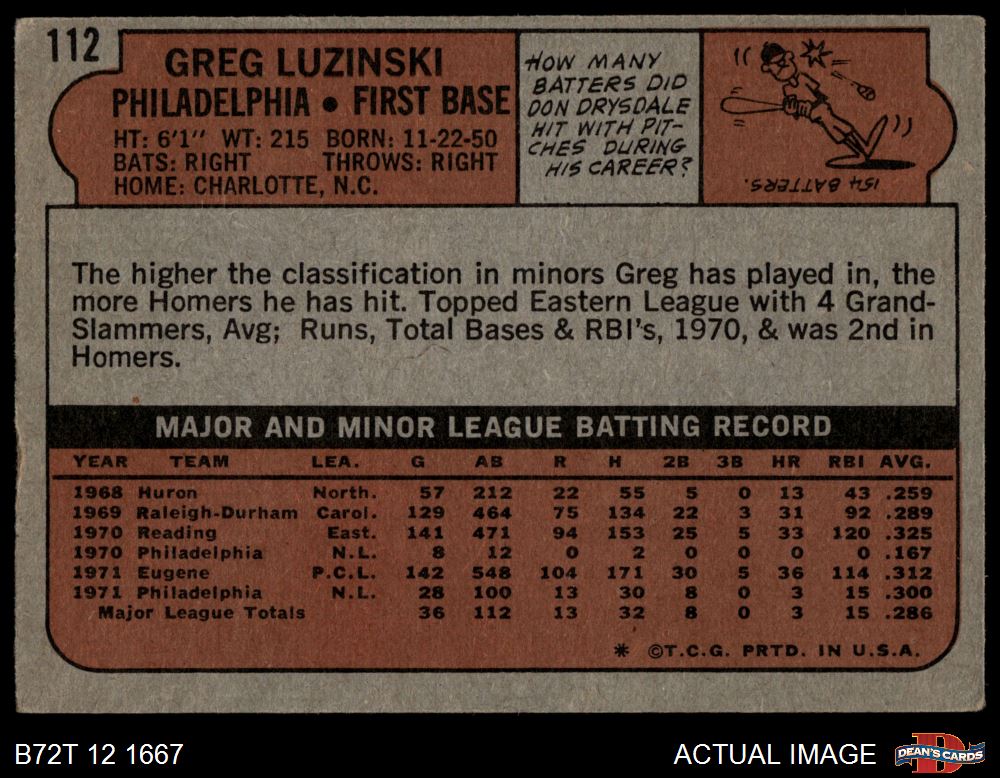 112
GREG LUZINSKI
PHILADELPHIA • FIRST BASE
HT: 6'1" WT: 215 BORN: 11-22-50
BATS: RIGHT THROWS: RIGHT
HOME: CHARLOTTE, N.C.
HOW MANY
BATTERS DID
DON DRYSDALE
HIT WITH PIT-
CHES DURING
HIS CAREER?
154 BATTERS.
The higher the classification in minors Greg has played in, the
more Homers he has hit. Topped Eastern League with 4 Grand-
Slammers, Avg; Runs, Total Bases & RBI's, 1970, & was 2nd in
Homers.
MAJOR AND MINOR LEAGUE BATTING RECORD
YEAR TEAM LEA. G AB R H 2B 3B HR RBI AVG.
1968 Huron North. 57 212 22 55 5 0 13 43 .259
1969 Raleigh-Durham Carol. 129 464 75 134 22 3 31 92 .289
1970 Reading East. 141 471 94 153 25 5 33 120 .325
1970 Philadelphia N.L. 8 12 0 2 0 0 0 0 .167
1971 Eugene P.C.L. 142 548 104 171 30 5 36 114 .312
1971 Philadelphia N.L. 28 100 13 30 8 0 3 15 .300
Major League Totals 36 112 13 32 8 0 3 15 .286
* ©T.C.G. PRTD. IN U.S.A.
B72T 12 1667
ACTUAL IMAGE
DEAN'S CARDS